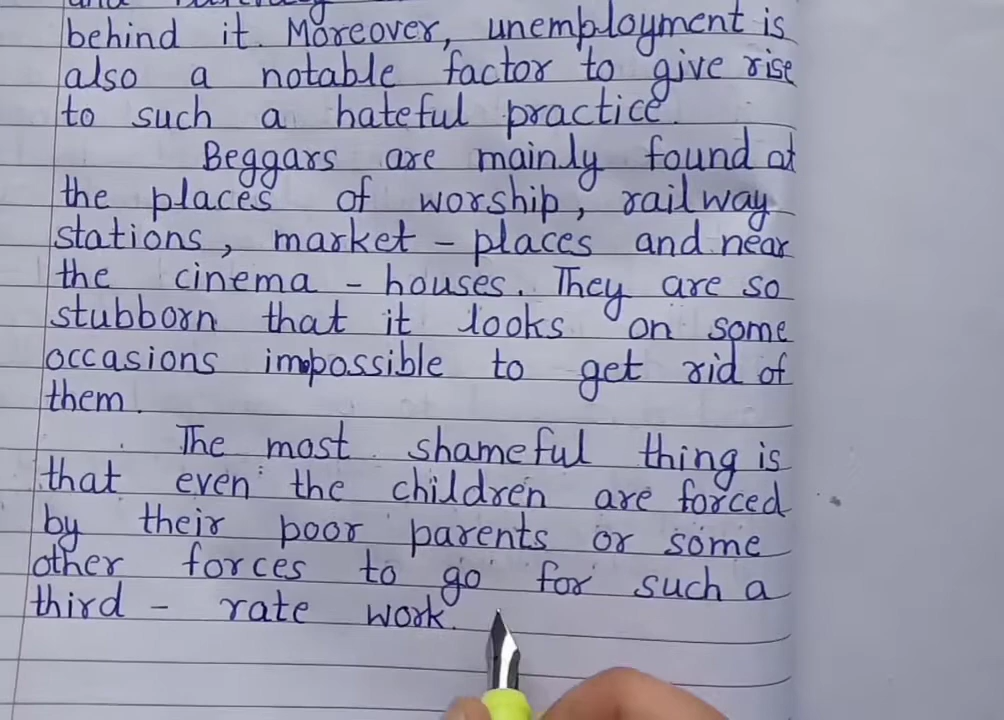 behind it. Moreover, unemployment is
also a notable factor to give rise
to such a hateful practice.
Beggars are mainly found at
the places of worship, railway
stations, market - places and near
the cinema - houses. They are so
stubborn that it looks on some
occasions impossible to get rid of
them.
The most shameful thing is
that even the children are forced
by their poor parents or some
other forces to go for such a
third - rate work.